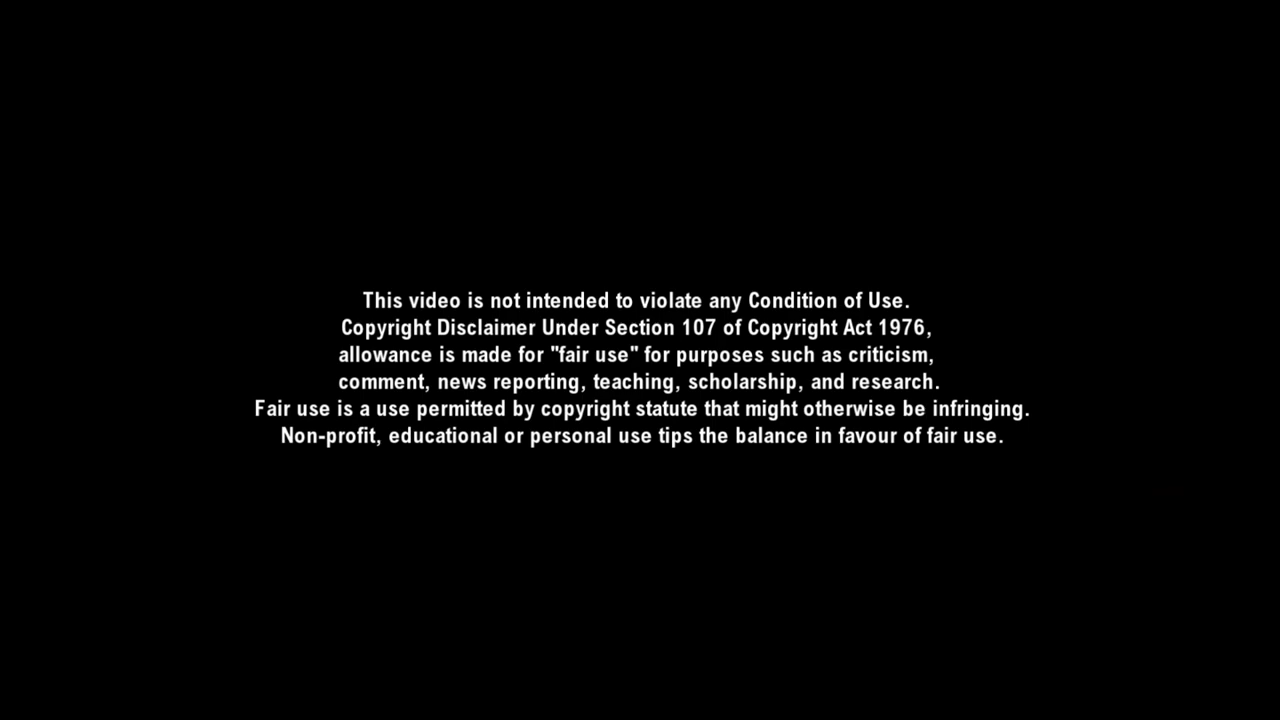 This video is not intended to violate any Condition of Use.
Copyright Disclaimer Under Section 107 of Copyright Act 1976,
allowance is made for "fair use" for purposes such as criticism,
comment, news reporting, teaching, scholarship, and research.
Fair use is a use permitted by copyright statute that might otherwise be infringing.
Non-profit, educational or personal use tips the balance in favour of fair use.